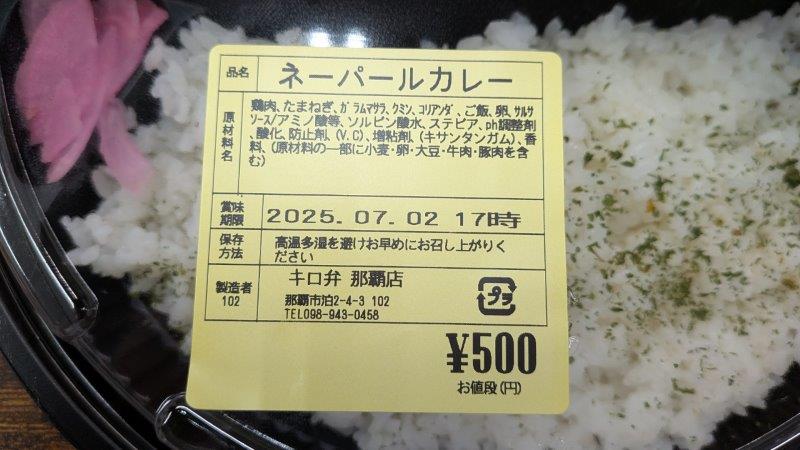 品名 ネーパールカレー
原材料名 鶏肉、たまねぎ、ガラムマサラ、クミン、コリアンダ、ご飯、卵、サルサ
ソース/アミノ酸等、ソルビン酸水、ステビア、ph調整剤
、酸化、防止剤、(V.C)、増粘剤、(キサンタンガム)、香
料、(原材料の一部に小麦・卵・大豆・牛肉・豚肉を含
む)
賞味期限 2025.07.02 17時
保存方法 高温多湿を避けお早めにお召し上がりく
ださい
製造者 キロ弁 那覇店
102 那覇市泊2-4-3 102
TEL098-943-0458
プラ
¥500
お値段(円)